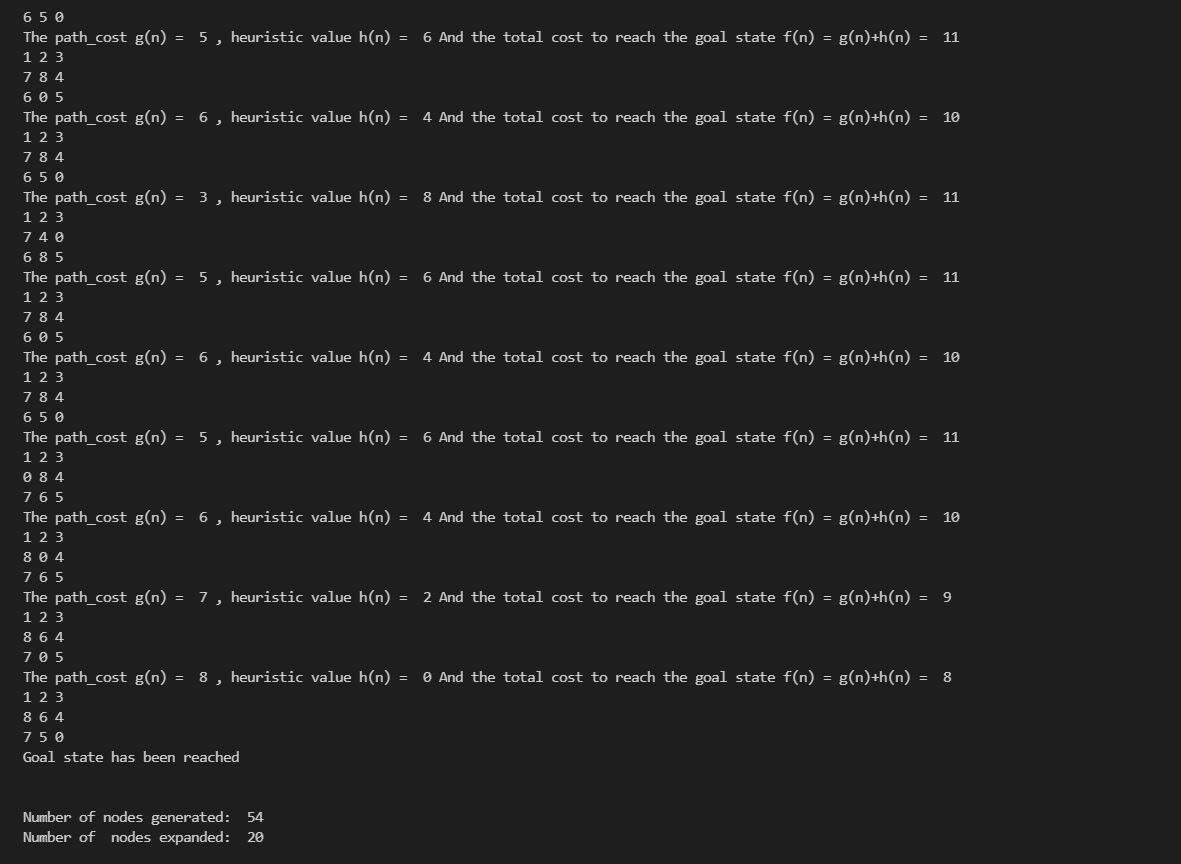 6 5 0
The path_cost g(n) =  5 , heuristic value h(n) =  6 And the total cost to reach the goal state f(n) = g(n)+h(n) =  11
1 2 3
7 8 4
6 0 5
The path_cost g(n) =  6 , heuristic value h(n) =  4 And the total cost to reach the goal state f(n) = g(n)+h(n) =  10
1 2 3
7 8 4
6 5 0
The path_cost g(n) =  3 , heuristic value h(n) =  8 And the total cost to reach the goal state f(n) = g(n)+h(n) =  11
1 2 3
7 4 0
6 8 5
The path_cost g(n) =  5 , heuristic value h(n) =  6 And the total cost to reach the goal state f(n) = g(n)+h(n) =  11
1 2 3
7 8 4
6 0 5
The path_cost g(n) =  6 , heuristic value h(n) =  4 And the total cost to reach the goal state f(n) = g(n)+h(n) =  10
1 2 3
7 8 4
6 5 0
The path_cost g(n) =  5 , heuristic value h(n) =  6 And the total cost to reach the goal state f(n) = g(n)+h(n) =  11
1 2 3
0 8 4
7 6 5
The path_cost g(n) =  6 , heuristic value h(n) =  4 And the total cost to reach the goal state f(n) = g(n)+h(n) =  10
1 2 3
8 0 4
7 6 5
The path_cost g(n) =  7 , heuristic value h(n) =  2 And the total cost to reach the goal state f(n) = g(n)+h(n) =  9
1 2 3
8 6 4
7 0 5
The path_cost g(n) =  8 , heuristic value h(n) =  0 And the total cost to reach the goal state f(n) = g(n)+h(n) =  8
1 2 3
8 6 4
7 5 0
Goal state has been reached
Number of nodes generated:  54
Number of  nodes expanded:  20